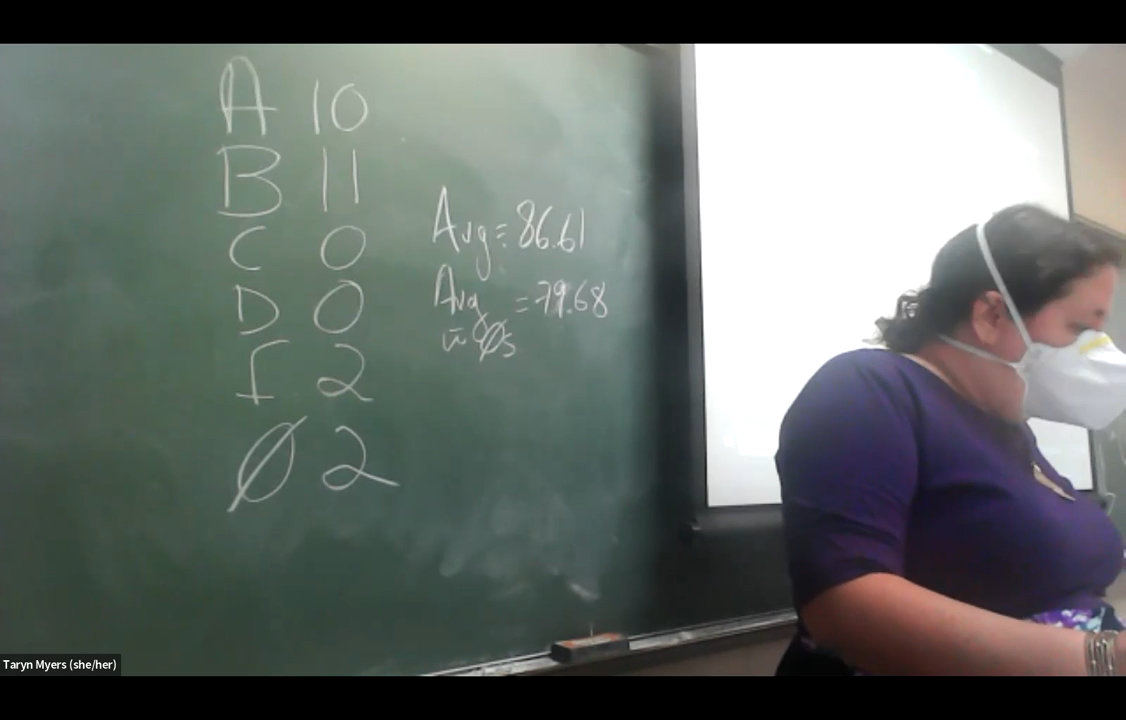 A 10
B 11
C 0
D 0
F 2
Ø 2
Avg = 86.61
Avg = 79.68
w Øs
Taryn Myers (she/her)